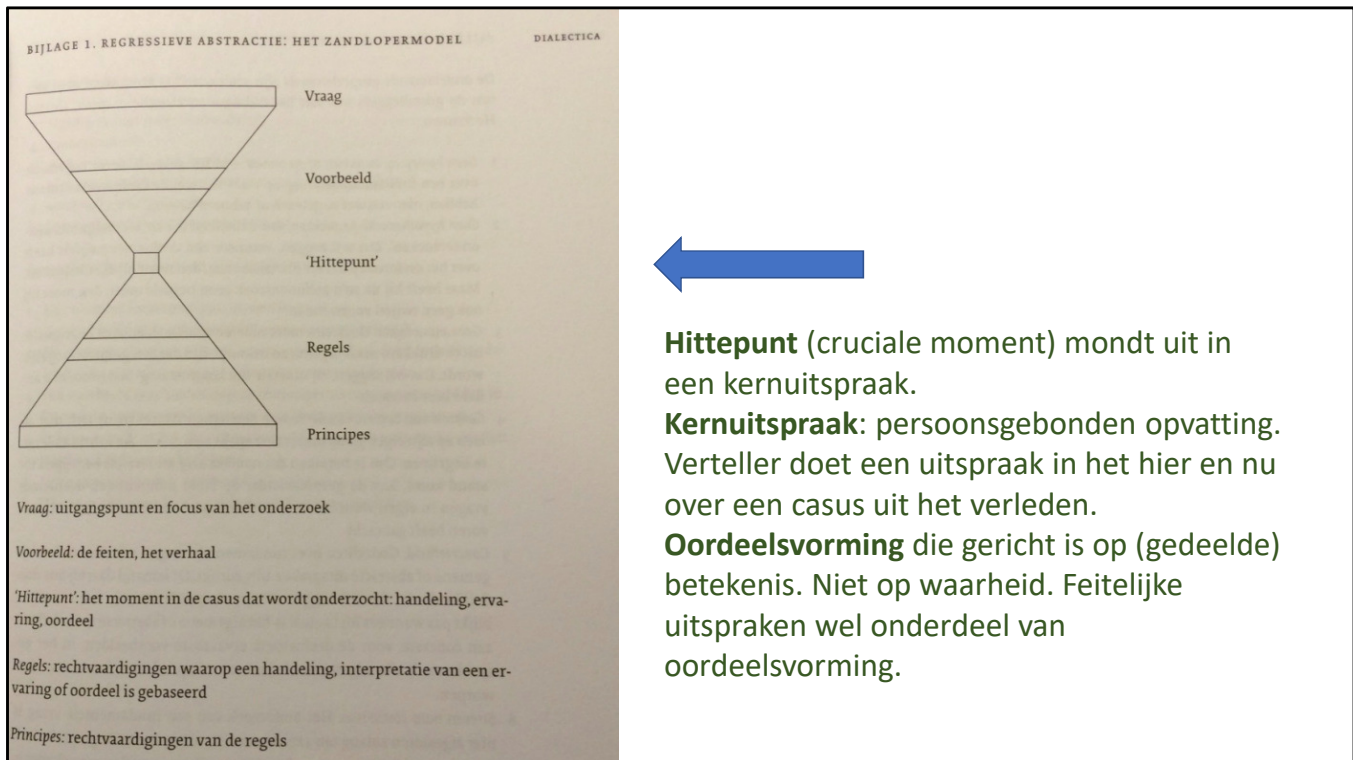 BIJLAGE 1. REGRESSIEVE ABSTRACTIE: HET ZANDLOPERMODEL DIALECTICA
Vraag
Voorbeeld
'Hittepunt'
Regels
Principes
Vraag: uitgangspunt en focus van het onderzoek
Voorbeeld: de feiten, het verhaal
'Hittepunt': het moment in de casus dat wordt onderzocht: handeling, erva-
ring, oordeel
Regels: rechtvaardigingen waarop een handeling, interpretatie van een er-
varing of oordeel is gebaseerd
Principes: rechtvaardigingen van de regels
Hittepunt (cruciale moment) mondt uit in
een kernuitspraak.
Kernuitspraak: persoonsgebonden opvatting.
Verteller doet een uitspraak in het hier en nu
over een casus uit het verleden.
Oordeelsvorming die gericht is op (gedeelde)
betekenis. Niet op waarheid. Feitelijke
uitspraken wel onderdeel van
oordeelsvorming.